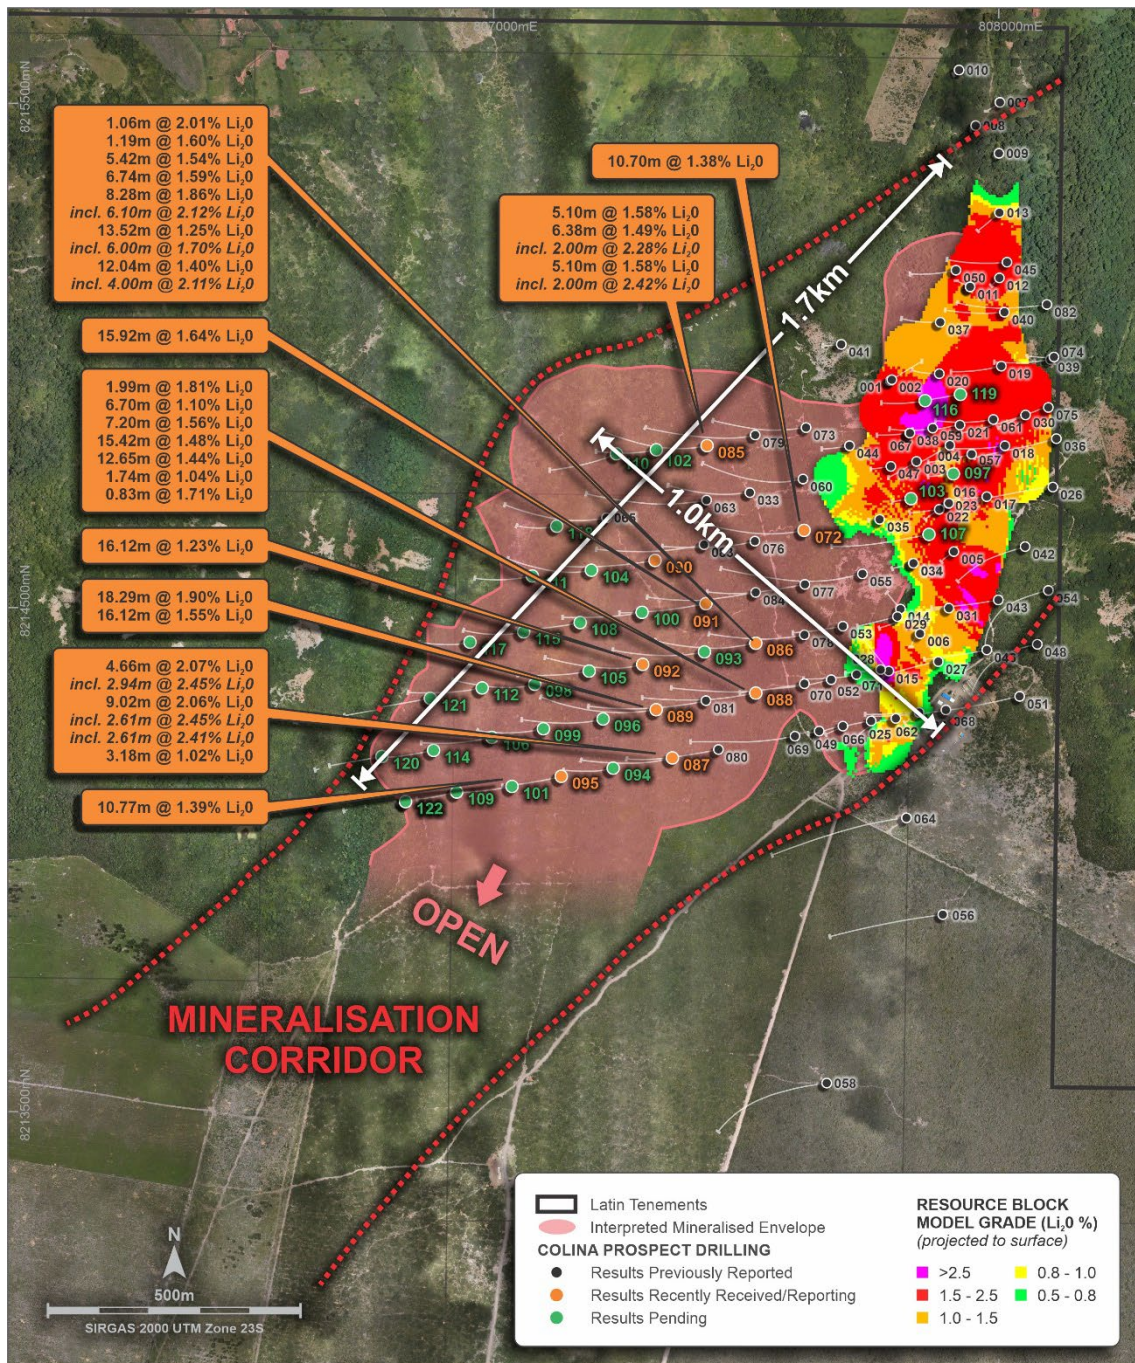 807000mE
808000mE
8215500mN
8214500mN
8213500mN
1.06m @ 2.01% Li₂0
1.19m @ 1.60% Li₂0
5.42m @ 1.54% Li₂0
6.74m @ 1.59% Li₂0
8.28m @ 1.86% Li₂0
incl. 6.10m @ 2.12% Li₂0
13.52m @ 1.25% Li₂0
incl. 6.00m @ 1.70% Li₂0
12.04m @ 1.40% Li₂0
incl. 4.00m @ 2.11% Li₂0
10.70m @ 1.38% Li₂0
5.10m @ 1.58% Li₂0
6.38m @ 1.49% Li₂0
incl. 2.00m @ 2.28% Li₂0
5.10m @ 1.58% Li₂0
incl. 2.00m @ 2.42% Li₂0
15.92m @ 1.64% Li₂0
1.99m @ 1.81% Li₂0
6.70m @ 1.10% Li₂0
7.20m @ 1.56% Li₂0
15.42m @ 1.48% Li₂0
12.65m @ 1.44% Li₂0
1.74m @ 1.04% Li₂0
0.83m @ 1.71% Li₂0
16.12m @ 1.23% Li₂0
18.29m @ 1.90% Li₂0
16.12m @ 1.55% Li₂0
4.66m @ 2.07% Li₂0
incl. 2.94m @ 2.45% Li₂0
9.02m @ 2.06% Li₂0
incl. 2.61m @ 2.45% Li₂0
incl. 2.61m @ 2.41% Li₂0
3.18m @ 1.02% Li₂0
10.77m @ 1.39% Li₂0
1.7km
1.0km
010
007
008
009
013
045
050
012
011
082
040
037
041
074
039
019
020
001
002
119
116
075
030
061
021
059
038
067
036
018
004
057
044
047
003
097
073
079
085
102
060
033
063
026
103
016
017
023
022
035
072
107
076
042
005
034
055
104
090
077
084
091
100
108
054
043
031
014
029
006
053
078
086
093
092
105
048
027
015
071
052
070
088
081
089
112
121
096
099
051
068
062
025
066
049
069
080
087
094
095
101
109
122
114
120
064
056
058
OPEN
MINERALISATION
CORRIDOR
N
500m
SIRGAS 2000 UTM Zone 23S
Latin Tenements
Interpreted Mineralised Envelope
COLINA PROSPECT DRILLING
Results Previously Reported
Results Recently Received/Reporting
Results Pending
RESOURCE BLOCK
MODEL GRADE (Li₂0 %)
(projected to surface)
>2.5
1.5 - 2.5
1.0 - 1.5
0.8 - 1.0
0.5 - 0.8